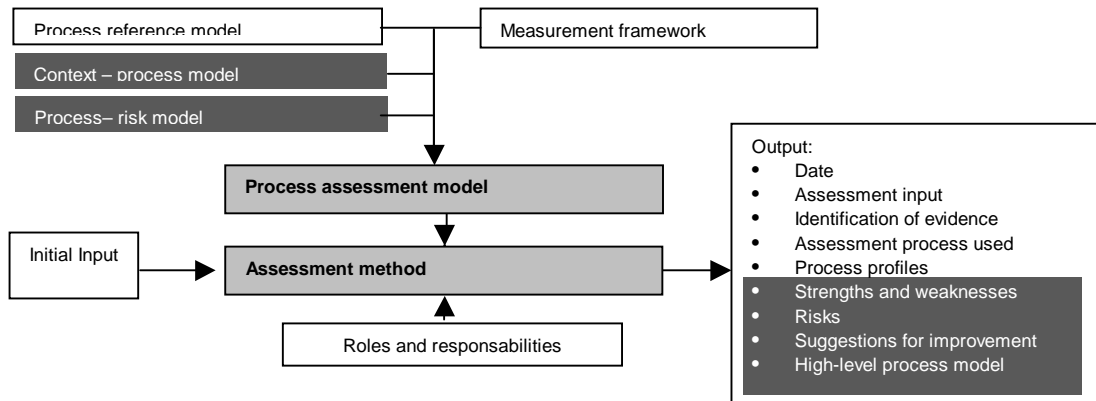 Process reference model
Measurement framework
Context – process model
Process– risk model
Process assessment model
Initial Input
Assessment method
Roles and responsabilities
Output:
• Date
• Assessment input
• Identification of evidence
• Assessment process used
• Process profiles
• Strengths and weaknesses
• Risks
• Suggestions for improvement
• High-level process model